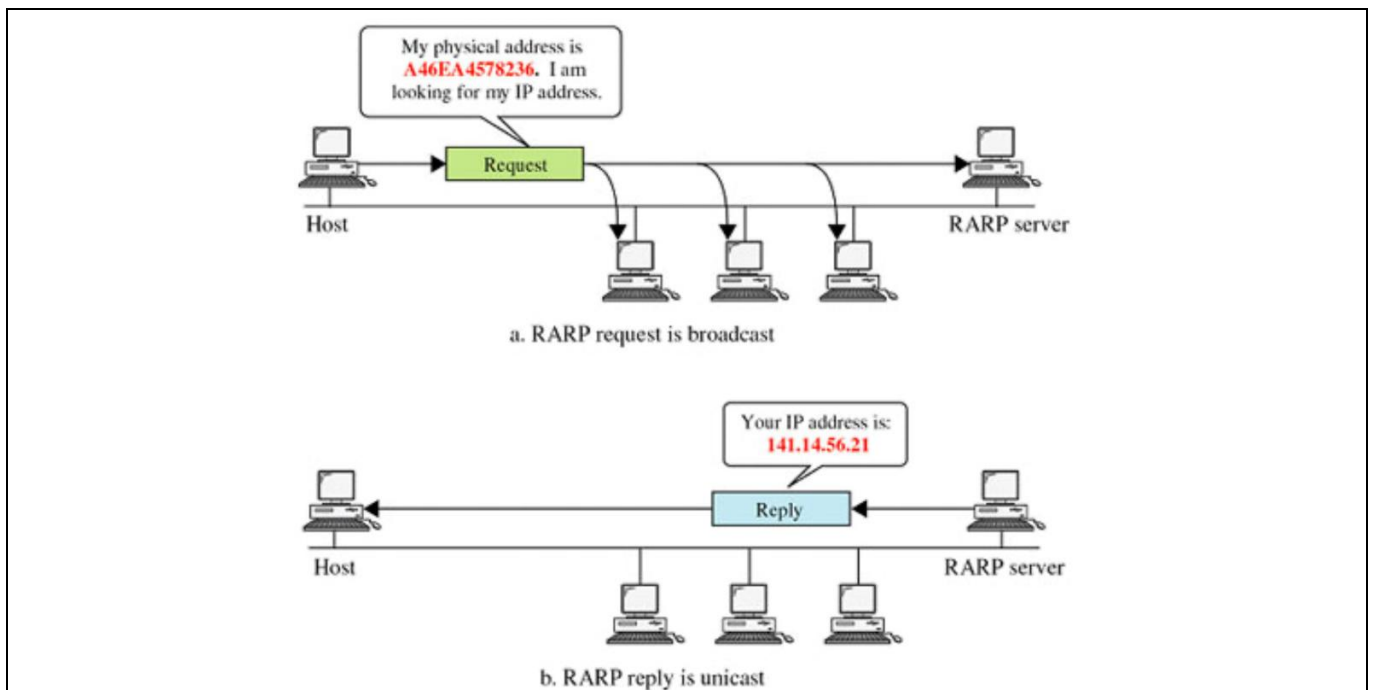 My physical address is
A46EA4578236. I am
looking for my IP address.
Request
Host
RARP server
a. RARP request is broadcast
Your IP address is:
141.14.56.21
Reply
Host
RARP server
b. RARP reply is unicast